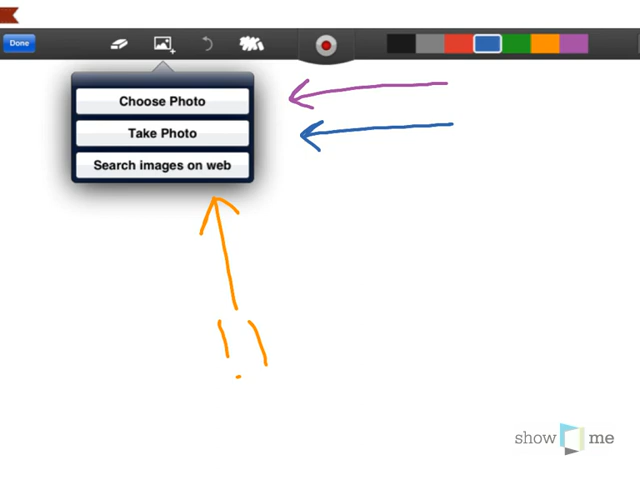 Done
Choose Photo
Take Photo
Search images on web
show me